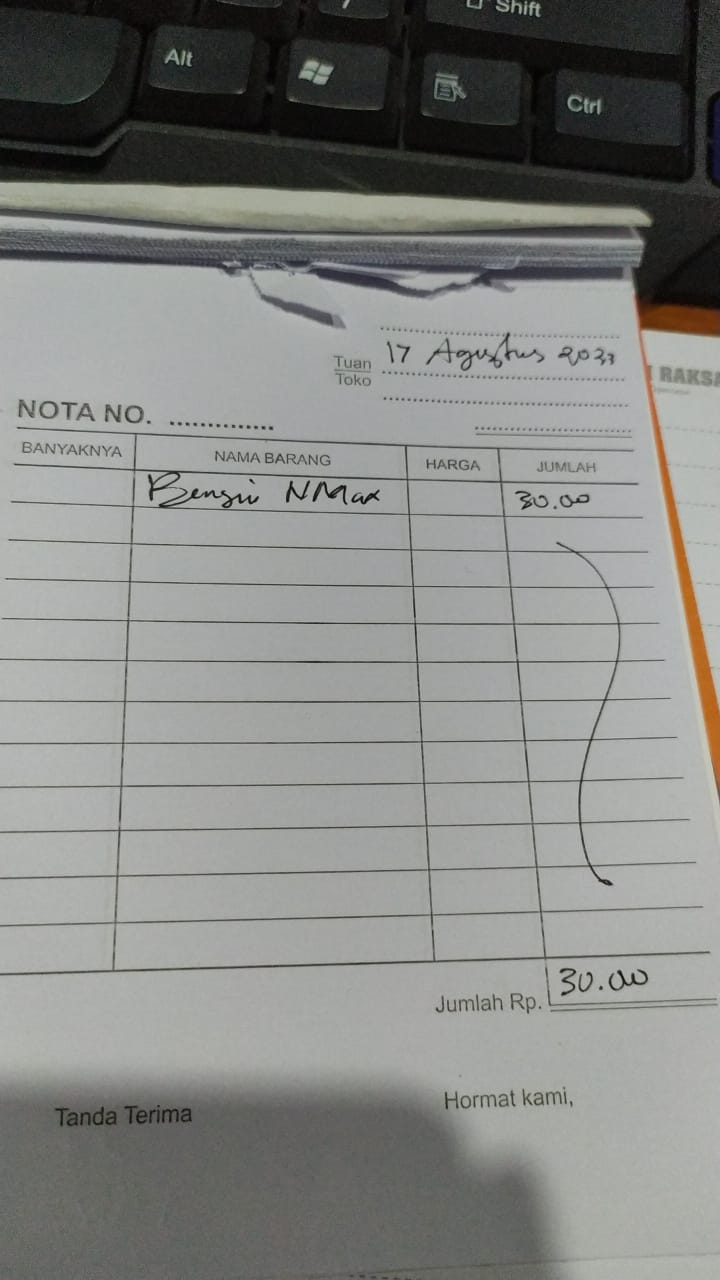 Shift
Alt
Ctrl
17 Agustus 2023
Tuan
Toko
RAKSA
NOTA NO. ..............
BANYAKNYA NAMA BARANG HARGA JUMLAH
Bensin NMax 30.00
Jumlah Rp. 30.00
Tanda Terima Hormat kami,